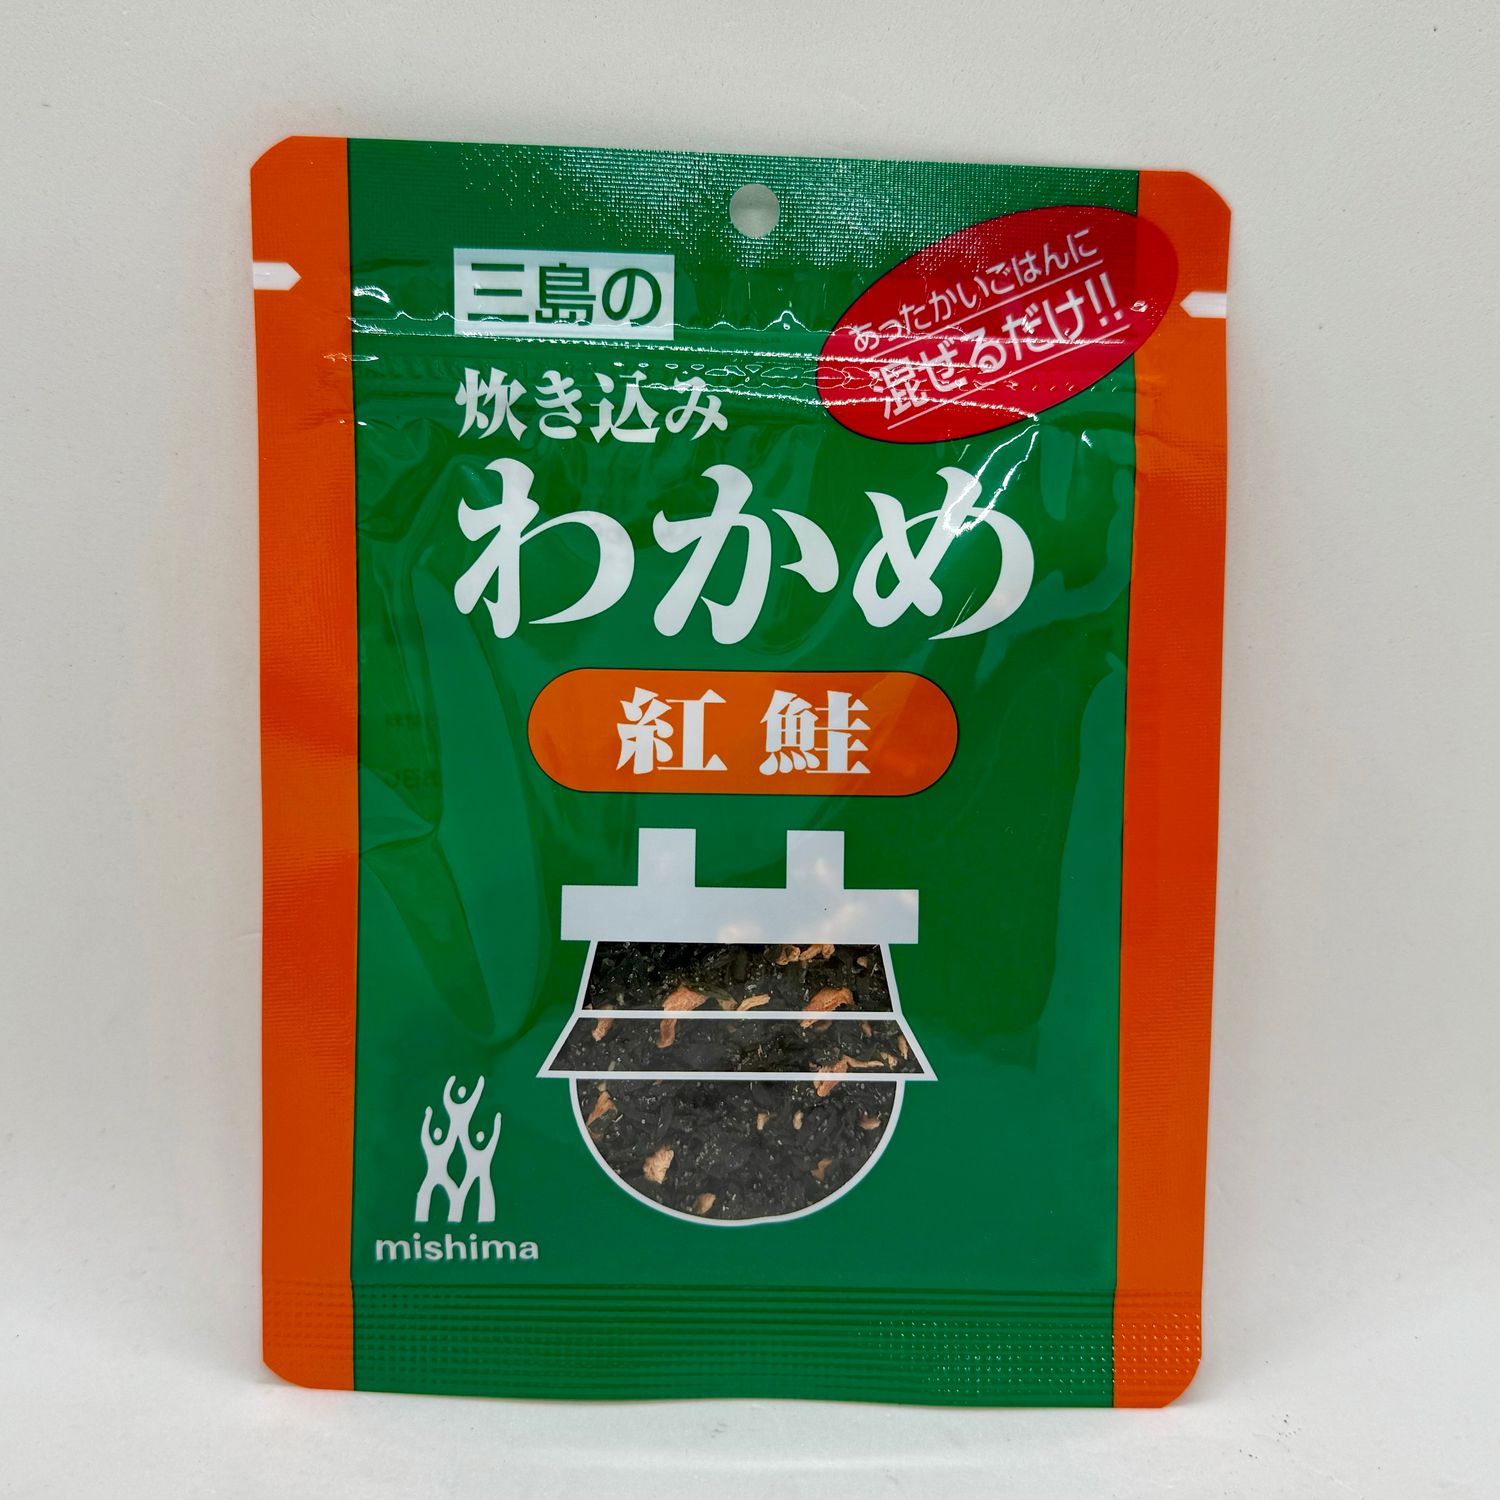 三島の
あったかいごはんに
混ぜるだけ!!
炊き込み
わかめ
紅鮭
mishima